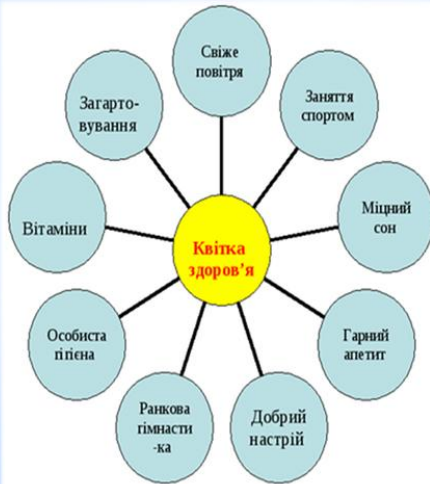 Свіже
повітря
Заняття
спортом
Міцний
сон
Гарний
апетит
Добрий
настрій
Ранкова
гімнасти
-ка
Особиста
гігієна
Вітаміни
Загарто-
вування
Квітка
здоров’я